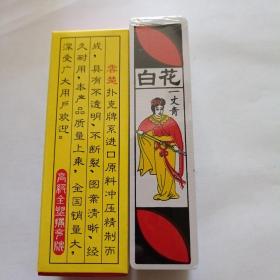 雲楚扑克牌系进口原料冲压精制而
成，具有不透明、不断裂、图案清晰、经
久耐用，本产品质量上乘，全国销量大，
深受广大用户欢迎。
高级全塑橋牌
白花
一丈青